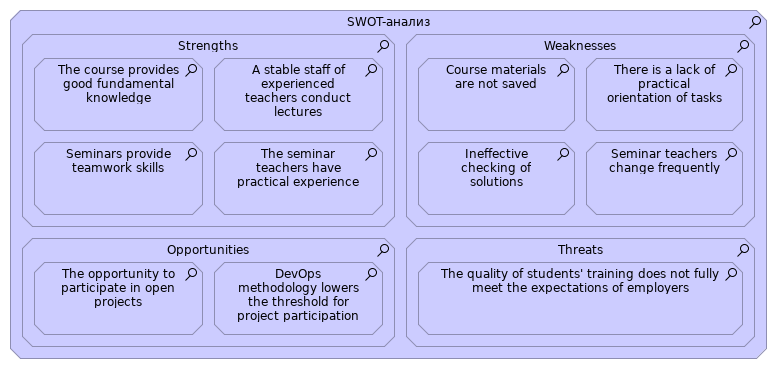 SWOT-анализ
Strengths
The course provides
good fundamental
knowledge
A stable staff of
experienced
teachers conduct
lectures
Seminars provide
teamwork skills
The seminar
teachers have
practical experience
Weaknesses
Course materials
are not saved
There is a lack of
practical
orientation of tasks
Ineffective
checking of
solutions
Seminar teachers
change frequently
Opportunities
The opportunity to
participate in open
projects
DevOps
methodology lowers
the threshold for
project participation
Threats
The quality of students' training does not fully
meet the expectations of employers